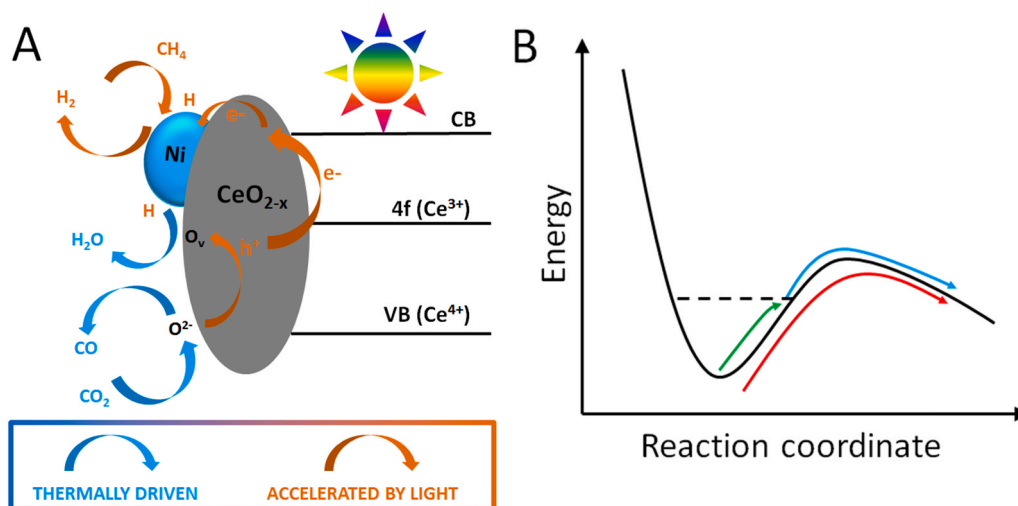 A
CH₄
H₂
H
e-
CB
Ni
e-
CeO₂₋ₓ
4f (Ce³⁺)
H
H₂O
Oᵥ
h⁺
VB (Ce⁴⁺)
O²⁻
CO
CO₂
THERMALLY DRIVEN
ACCELERATED BY LIGHT
B
Energy
Reaction coordinate